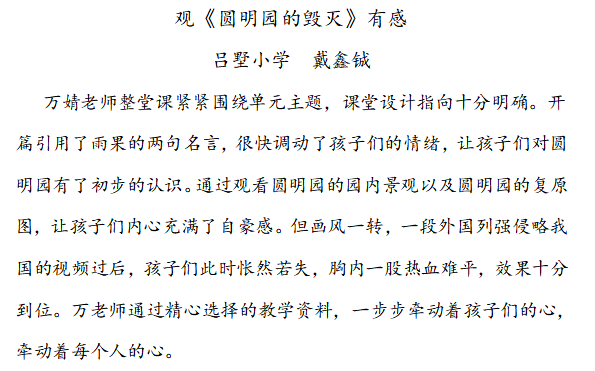 观《圆明园的毁灭》有感
吕墅小学 戴鑫钺
万婧老师整堂课紧紧围绕单元主题，课堂设计指向十分明确。开
篇引用了雨果的两句名言，很快调动了孩子们的情绪，让孩子们对圆
明园有了初步的认识。通过观看圆明园的园内景观以及圆明园的复原
图，让孩子们内心充满了自豪感。但画风一转，一段外国列强侵略我
国的视频过后，孩子们此时怅然若失，胸内一股热血难平，效果十分
到位。万老师通过精心选择的教学资料，一步步牵动着孩子们的心，
牵动着每个人的心。